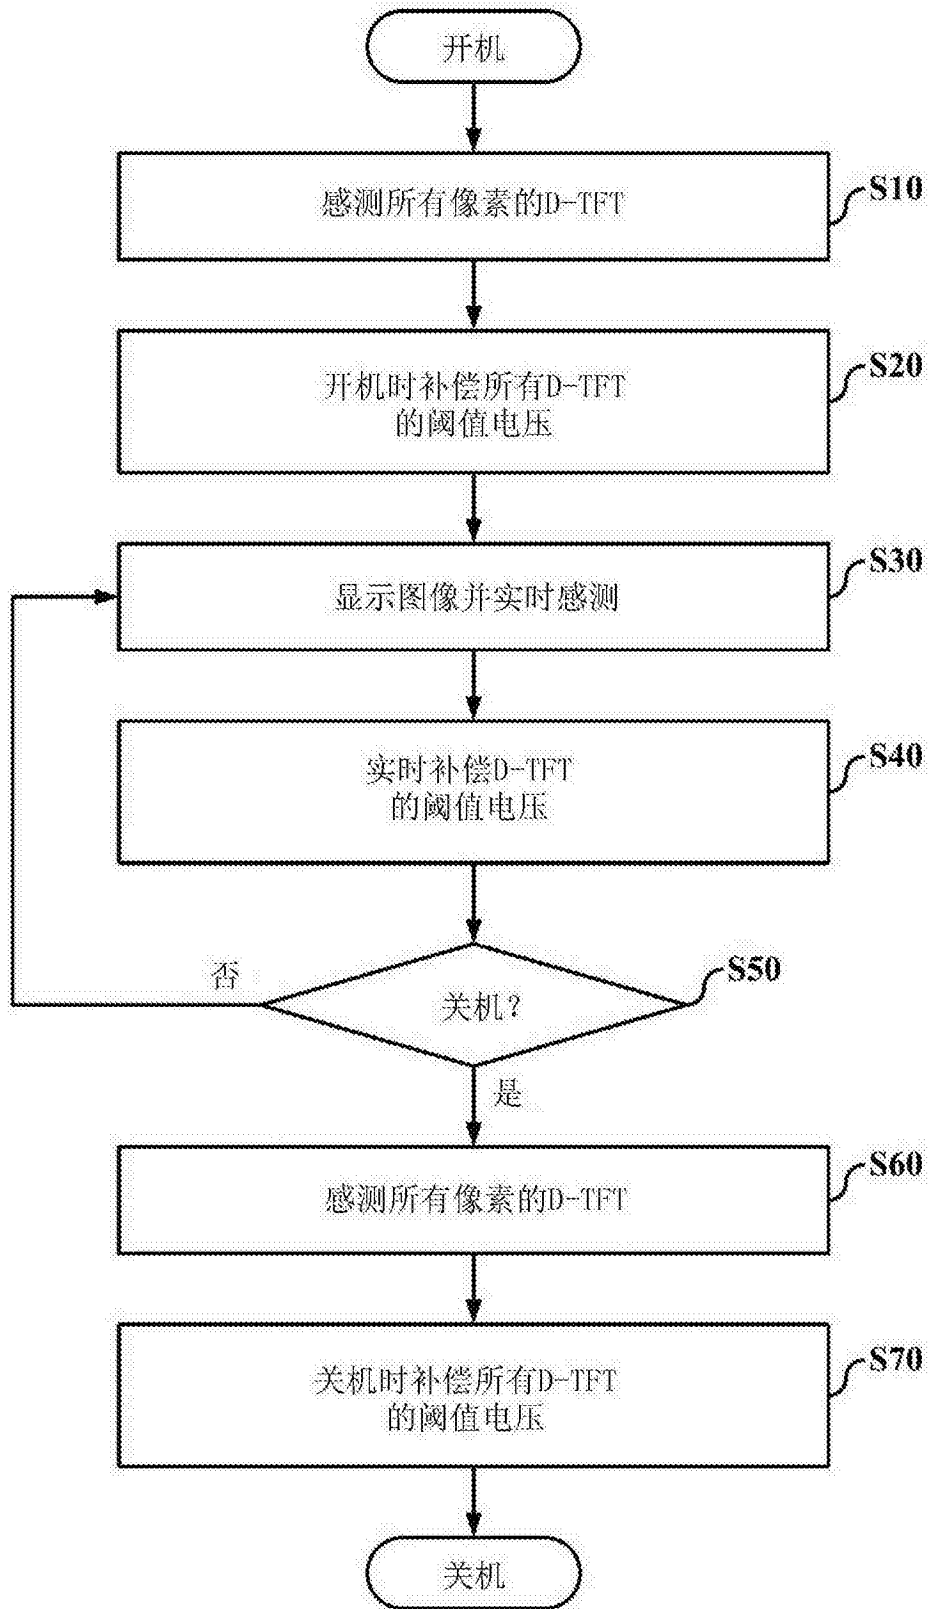 开机
感测所有像素的D-TFT
S10
开机时补偿所有D-TFT
的阈值电压
S20
显示图像并实时感测
S30
实时补偿D-TFT
的阈值电压
S40
否
关机?
S50
是
感测所有像素的D-TFT
S60
关机时补偿所有D-TFT
的阈值电压
S70
关机